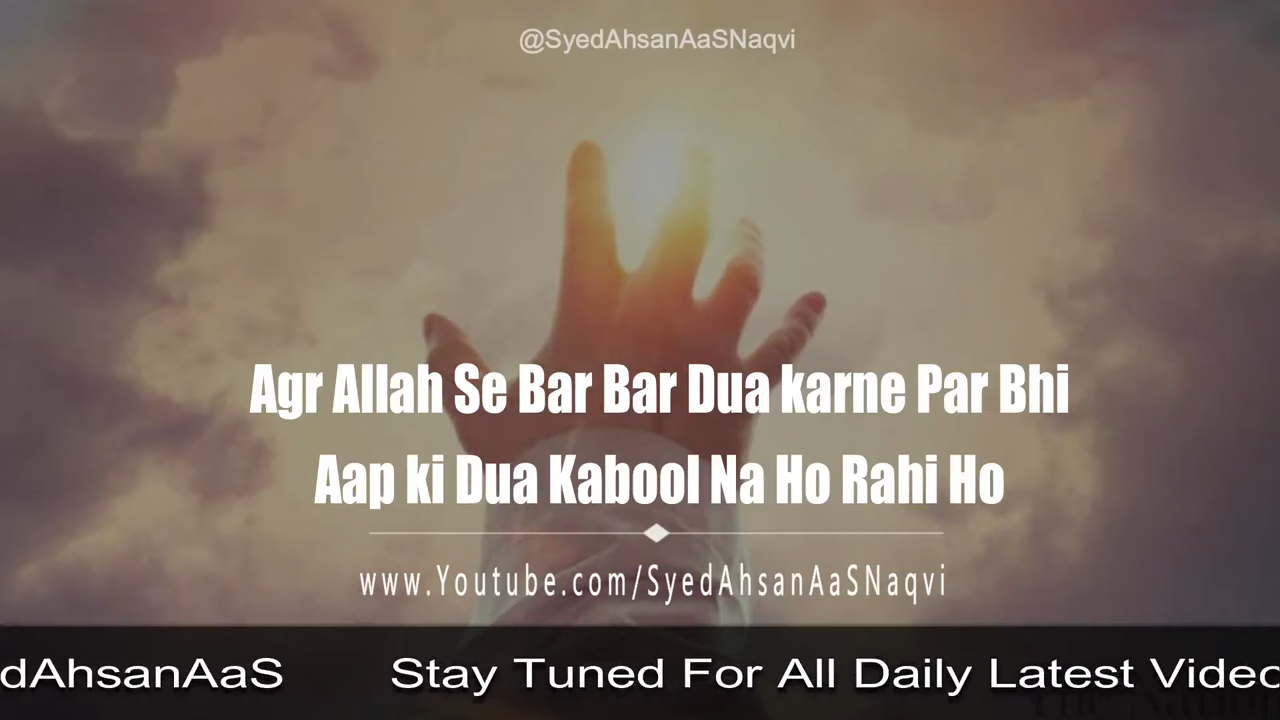 @SyedAhsanAaSNaqvi
Agr Allah Se Bar Bar Dua karne Par Bhi
Aap ki Dua Kabool Na Ho Rahi Ho
www.Youtube.com/SyedAhsanAaSNaqvi
dAhsanAaS Stay Tuned For All Daily Latest Video